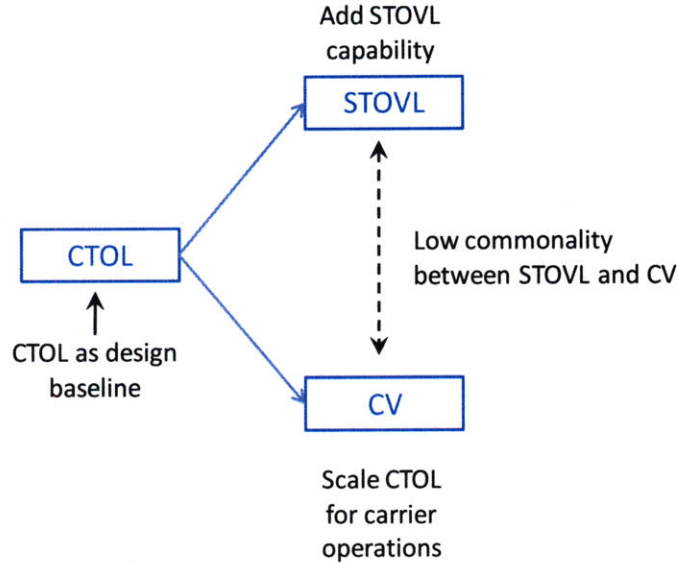 Add STOVL
capability
STOVL
CTOL
Low commonality
between STOVL and CV
CTOL as design
baseline
CV
Scale CTOL
for carrier
operations